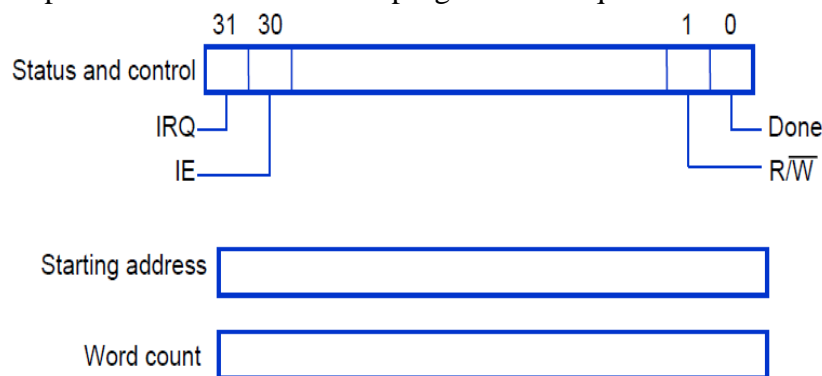 31 30 1 0
Status and control
IRQ Done
IE R/W̅
Starting address
Word count